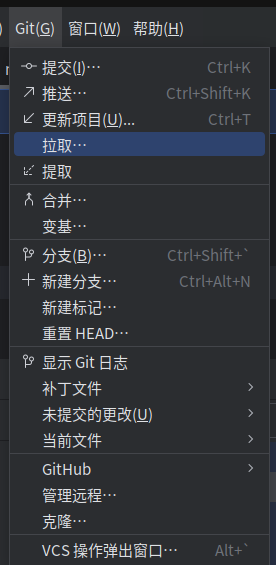 Git(G) 窗口(W) 帮助(H)
提交(I)… Ctrl+K
推送… Ctrl+Shift+K
更新项目(U)... Ctrl+T
拉取…
提取
合并…
变基…
分支(B)… Ctrl+Shift+`
新建分支… Ctrl+Alt+N
新建标记…
重置 HEAD…
显示 Git 日志
补丁文件
未提交的更改(U)
当前文件
GitHub
管理远程…
克隆…
VCS 操作弹出窗口… Alt+`